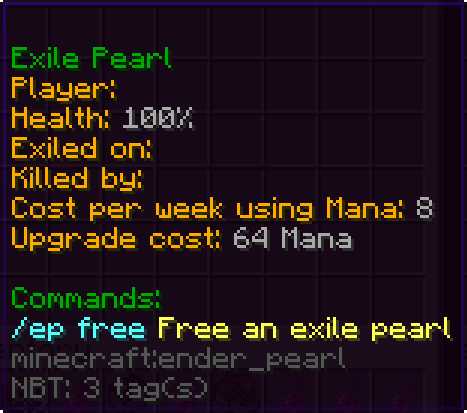 Exile Pearl
Player:
Health: 100%
Exiled on:
Killed by:
Cost per week using Mana: 8
Upgrade cost: 64 Mana
Commands:
/ep free Free an exile pearl
minecraft:ender_pearl
NBT: 3 tag(s)